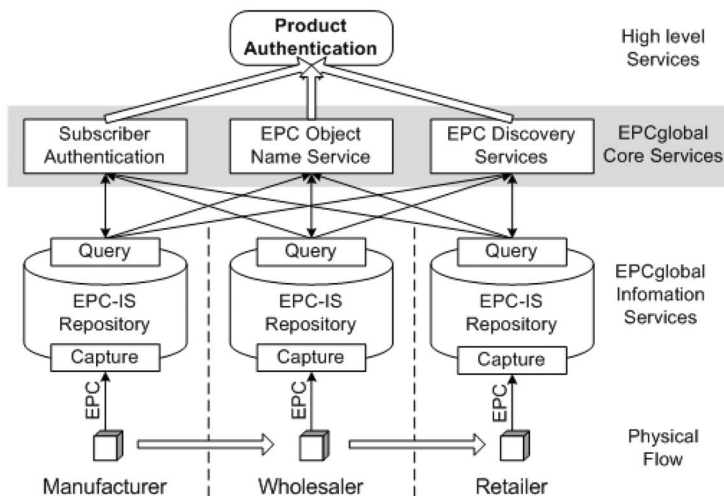 Product
Authentication
High level
Services
Subscriber
Authentication
EPC Object
Name Service
EPC Discovery
Services
EPCglobal
Core Services
Query
Query
Query
EPC-IS
Repository
EPC-IS
Repository
EPC-IS
Repository
EPCglobal
Infomation
Services
Capture
Capture
Capture
EPC
EPC
EPC
Physical
Flow
Manufacturer
Wholesaler
Retailer